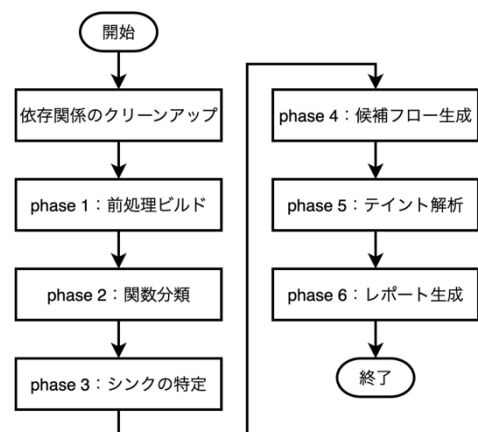 開始
依存関係のクリーンアップ
phase 1：前処理ビルド
phase 2：関数分類
phase 3：シンクの特定
phase 4：候補フロー生成
phase 5：テイント解析
phase 6：レポート生成
終了